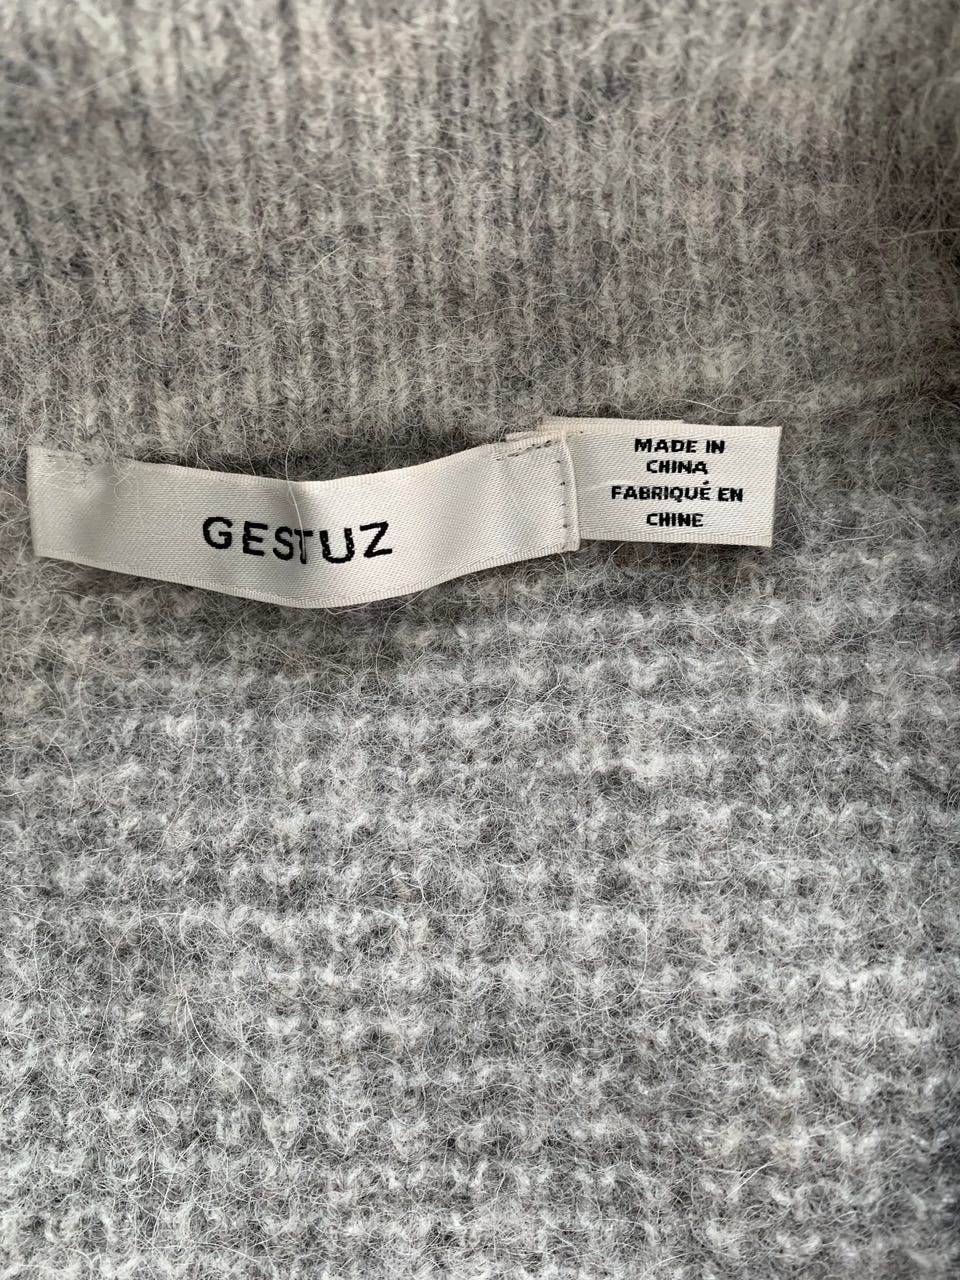 GESTUZ
MADE IN
CHINA
FABRIQUÉ EN
CHINE